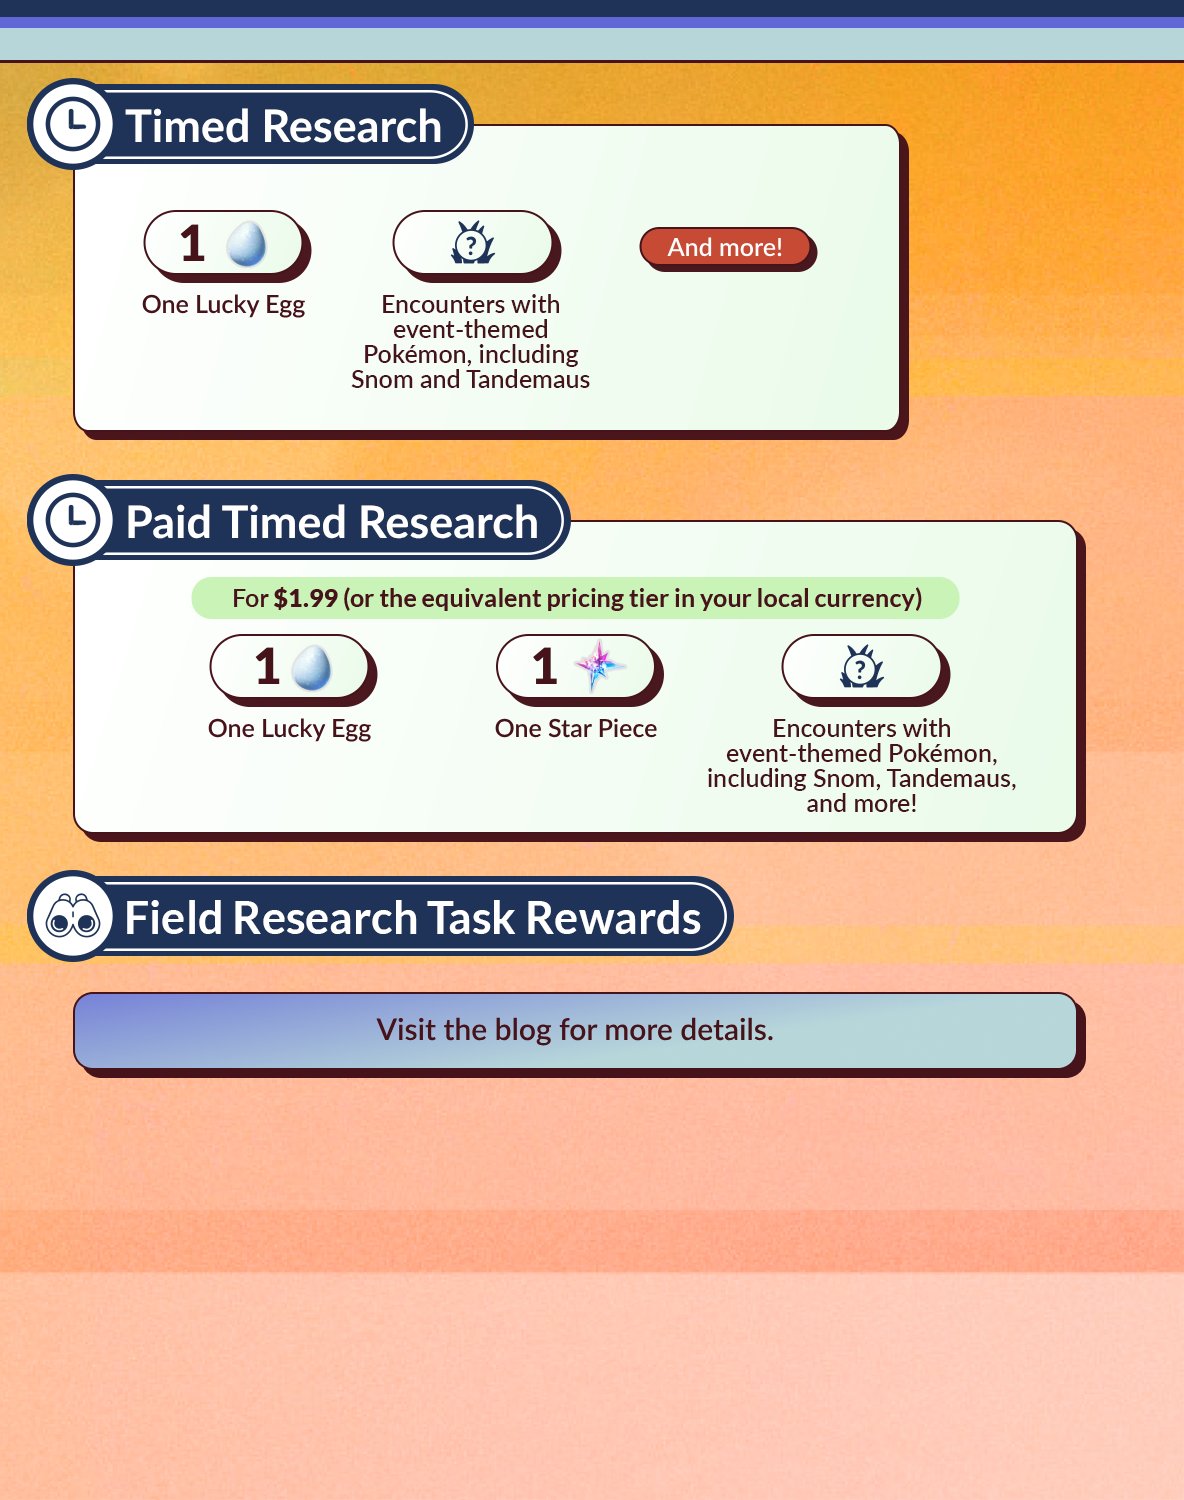 Timed Research
1
One Lucky Egg
?
Encounters with
event-themed
Pokémon, including
Snom and Tandemaus
And more!
Paid Timed Research
For $1.99 (or the equivalent pricing tier in your local currency)
1
One Lucky Egg
1
One Star Piece
?
Encounters with
event-themed Pokémon,
including Snom, Tandemaus,
and more!
Field Research Task Rewards
Visit the blog for more details.